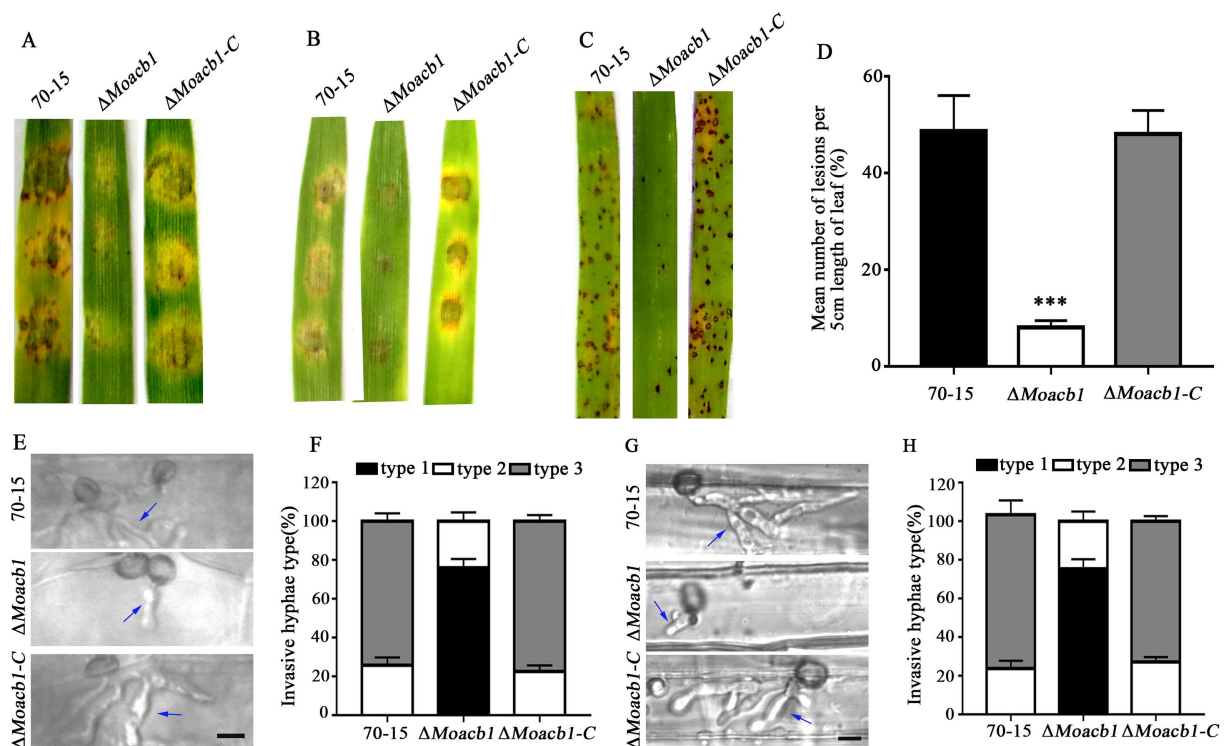 A
70-15
ΔMoacb1
ΔMoacb1-C
B
70-15
ΔMoacb1
ΔMoacb1-C
C
70-15
ΔMoacb1
ΔMoacb1-C
D
Mean number of lesions per
5cm length of leaf (%)
60
40
20
0
***
70-15
ΔMoacb1
ΔMoacb1-C
E
70-15
ΔMoacb1
ΔMoacb1-C
F
type 1 type 2 type 3
Invasive hyphae type(%)
120
100
80
60
40
20
0
70-15
ΔMoacb1
ΔMoacb1-C
G
70-15
ΔMoacb1
ΔMoacb1-C
H
type 1 type 2 type 3
Invasive hyphae type(%)
120
100
80
60
40
20
0
70-15
ΔMoacb1
ΔMoacb1-C